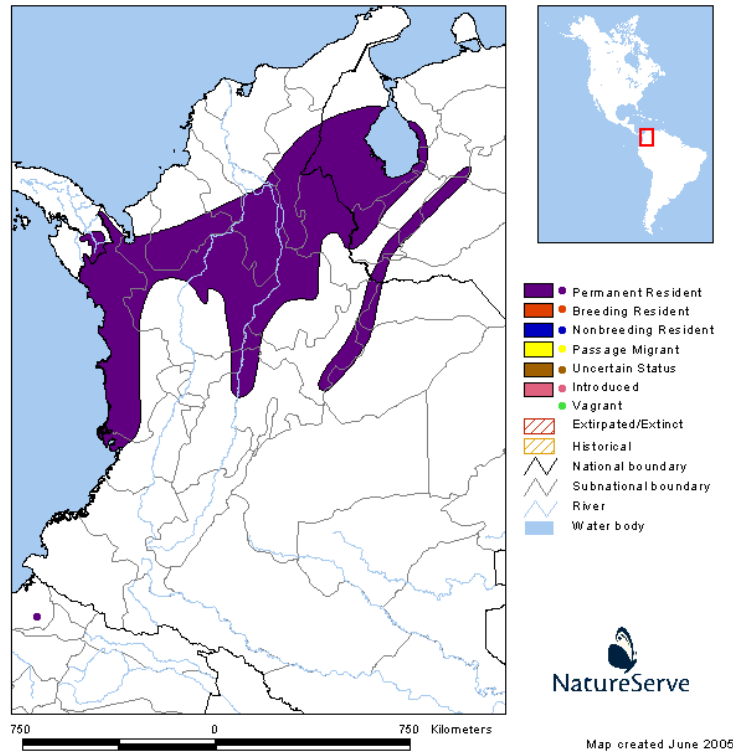 Permanent Resident
Breeding Resident
Nonbreeding Resident
Passage Migrant
Uncertain Status
Introduced
Vagrant
Extirpated/Extinct
Historical
National boundary
Subnational boundary
River
Water body
NatureServe
750 0 750 Kilometers
Map created June 2005